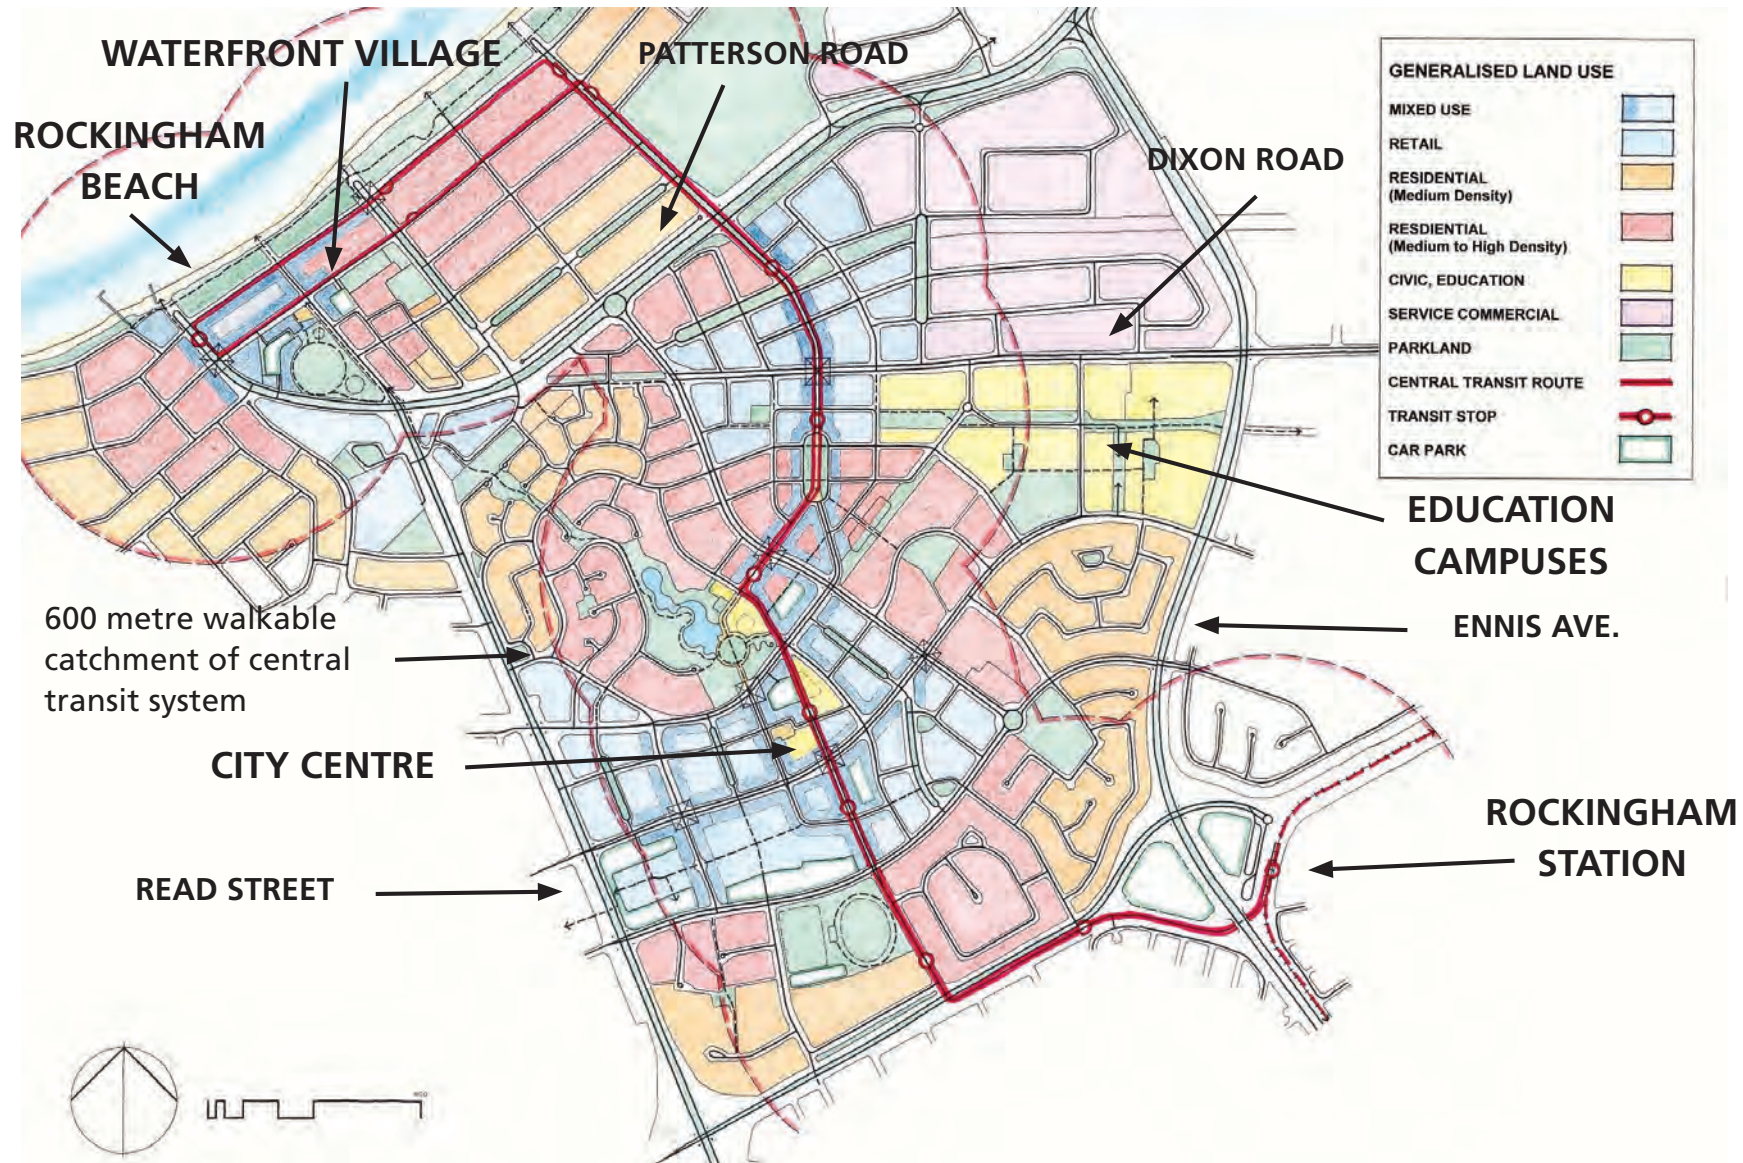 WATERFRONT VILLAGE
PATTERSON ROAD
ROCKINGHAM
BEACH
DIXON ROAD
GENERALISED LAND USE
MIXED USE
RETAIL
RESIDENTIAL
(Medium Density)
RESDIENTIAL
(Medium to High Density)
CIVIC, EDUCATION
SERVICE COMMERCIAL
PARKLAND
CENTRAL TRANSIT ROUTE
TRANSIT STOP
CAR PARK
EDUCATION
CAMPUSES
ENNIS AVE.
600 metre walkable
catchment of central
transit system
CITY CENTRE
ROCKINGHAM
STATION
READ STREET